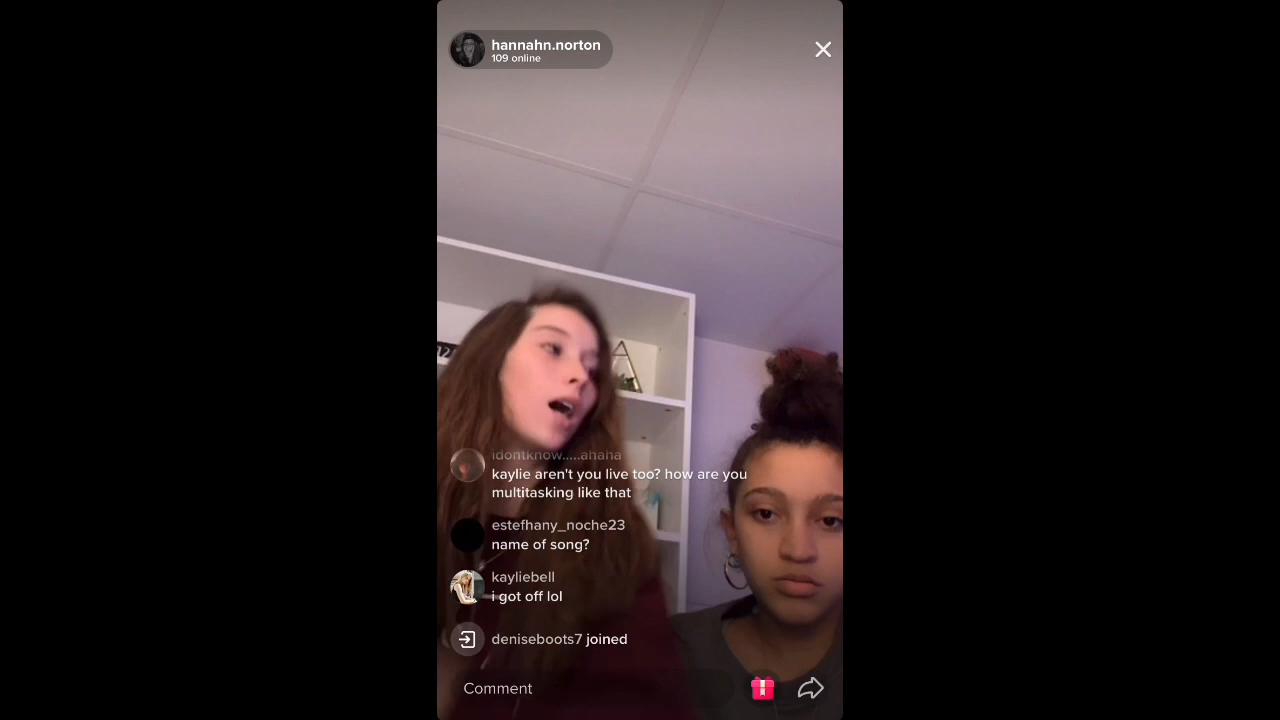 hannahn.norton
109 online
idontknow.....ahaha
kaylie aren't you live too? how are you
multitasking like that
estefhany_noche23
name of song?
kayliebell
i got off lol
deniseboots7 joined
Comment